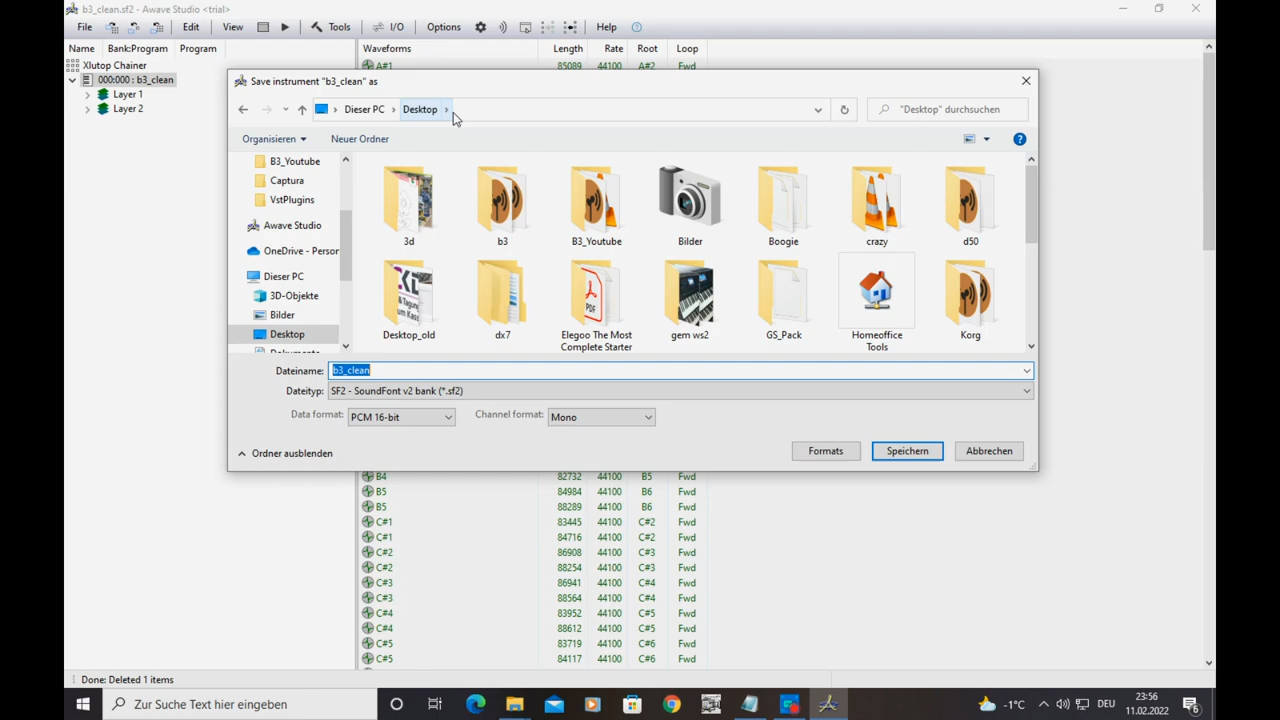 b3_clean.sf2 - Awave Studio <trial>
File Edit View Tools I/O Options Help
Name Bank:Program Program Waveforms Length Rate Root Loop
Xlutop Chainer
A#1 85089 44100 A#2 Fwd
000:000 : b3_clean
Layer 1
Layer 2
Save instrument "b3_clean" as
Dieser PC Desktop "Desktop" durchsuchen
Organisieren Neuer Ordner
B3_Youtube
Captura
VstPlugins
Awave Studio
OneDrive - Person
Dieser PC
3D-Objekte
Bilder
Desktop
3d b3 B3_Youtube Bilder Boogie crazy d50
Desktop_old dx7 Elegoo The Most Complete Starter gem ws2 GS_Pack Homeoffice Tools Korg
Dateiname: b3_clean
Dateityp: SF2 - SoundFont v2 bank (*.sf2)
Data format: PCM 16-bit Channel format: Mono
Ordner ausblenden Formats Speichern Abbrechen
B4 82732 44100 B5 Fwd
B5 84984 44100 B6 Fwd
B5 88289 44100 B6 Fwd
C#1 83445 44100 C#2 Fwd
C#1 84716 44100 C#2 Fwd
C#2 86908 44100 C#3 Fwd
C#2 88254 44100 C#3 Fwd
C#3 86941 44100 C#4 Fwd
C#3 88564 44100 C#4 Fwd
C#4 83952 44100 C#5 Fwd
C#4 88612 44100 C#5 Fwd
C#5 83719 44100 C#6 Fwd
C#5 84117 44100 C#6 Fwd
Done: Deleted 1 items
Zur Suche Text hier eingeben -1°C DEU 23:56
11.02.2022 5